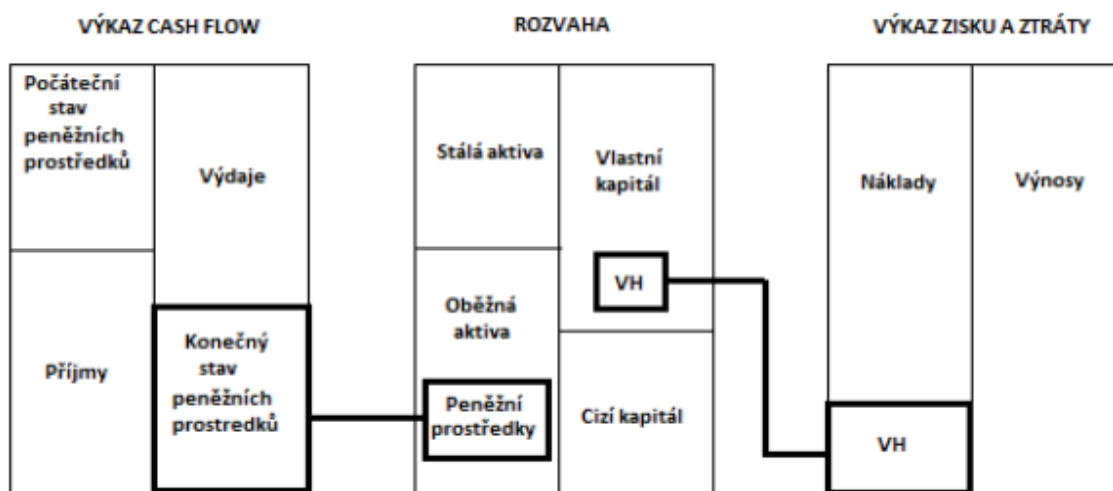 VÝKAZ CASH FLOW
ROZVAHA
VÝKAZ ZISKU A ZTRÁTY
Počáteční
stav
peněžních
prostředků
Výdaje
Příjmy
Konečný
stav
peněžních
prostredků
Stálá aktiva
Vlastní
kapitál
VH
Oběžná
aktiva
Peněžní
prostředky
Cizí kapitál
Náklady
Výnosy
VH